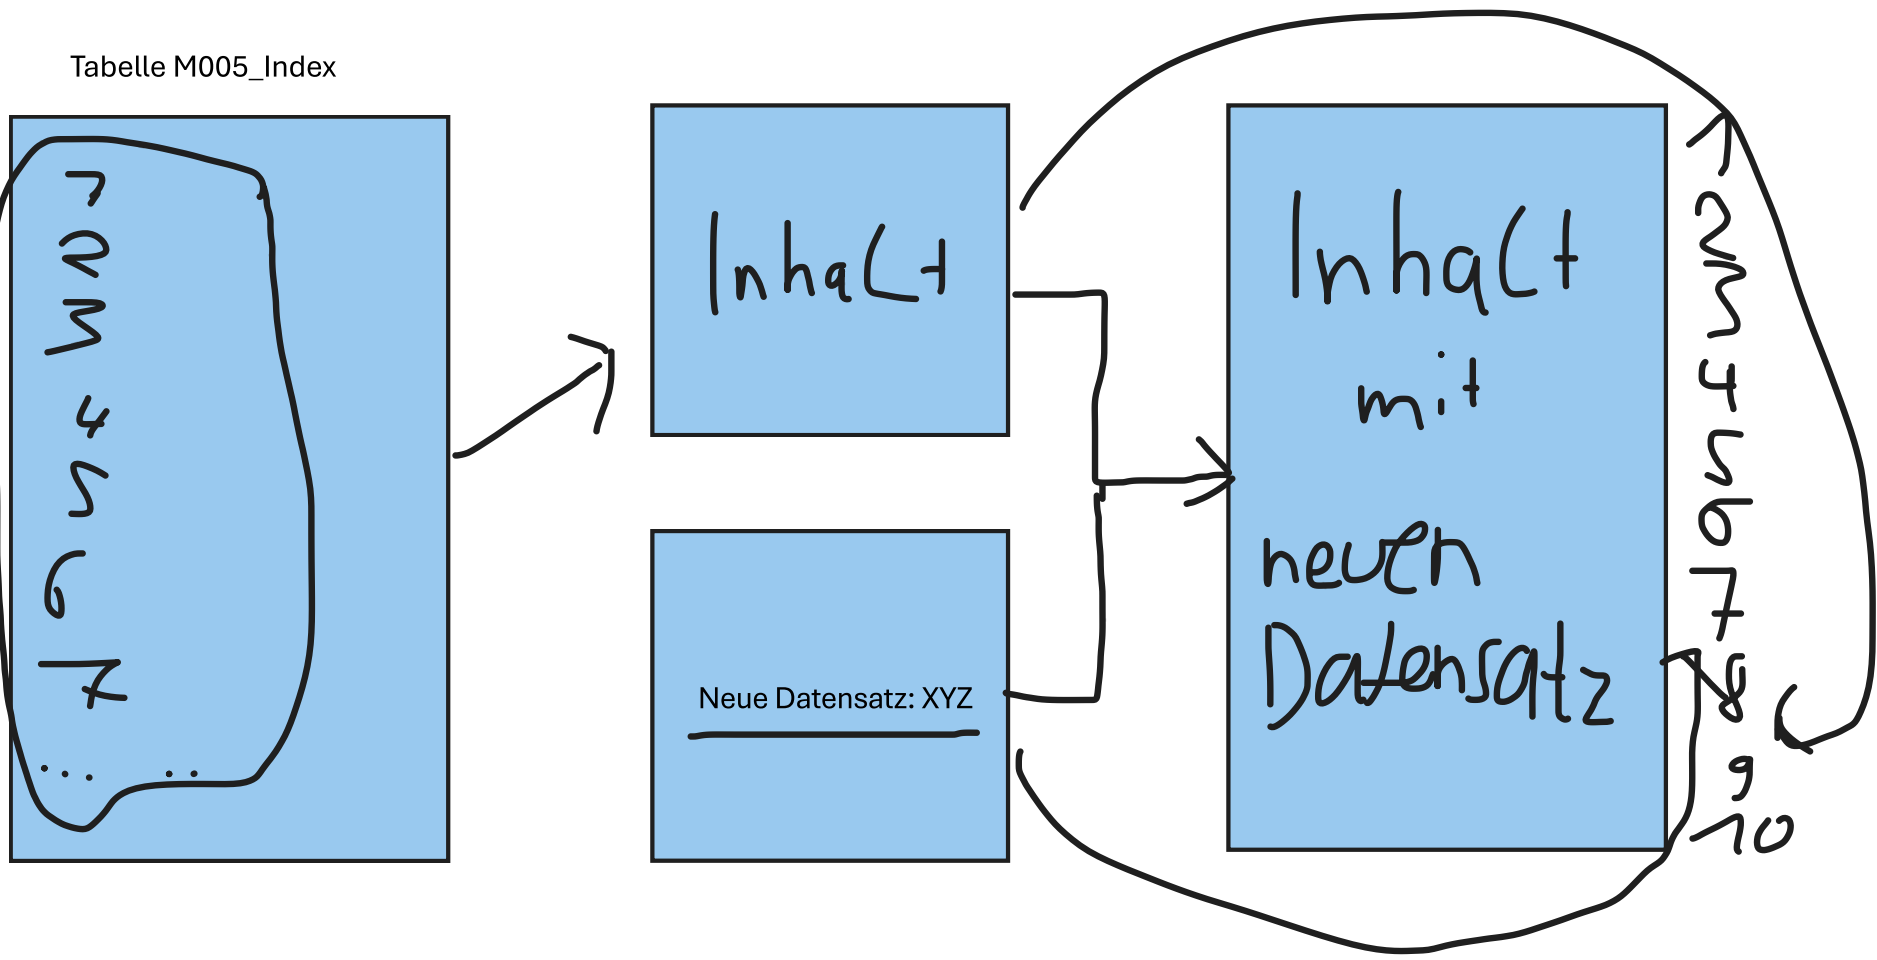 Tabelle M005_Index
1
2
3
4
5
6
7
... ..
Inhalt
Neue Datensatz: XYZ
Inhalt
mit
neuen
Datensatz
1
2
3
4
5
6
7
8
9
10